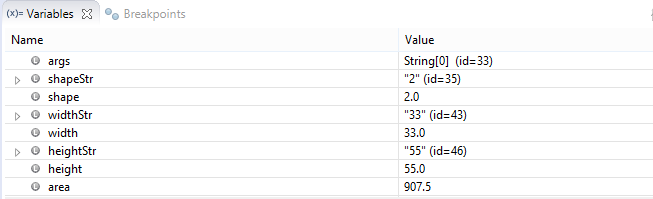 (x)= Variables Breakpoints
Name Value
args String[0] (id=33)
shapeStr "2" (id=35)
shape 2.0
widthStr "33" (id=43)
width 33.0
heightStr "55" (id=46)
height 55.0
area 907.5